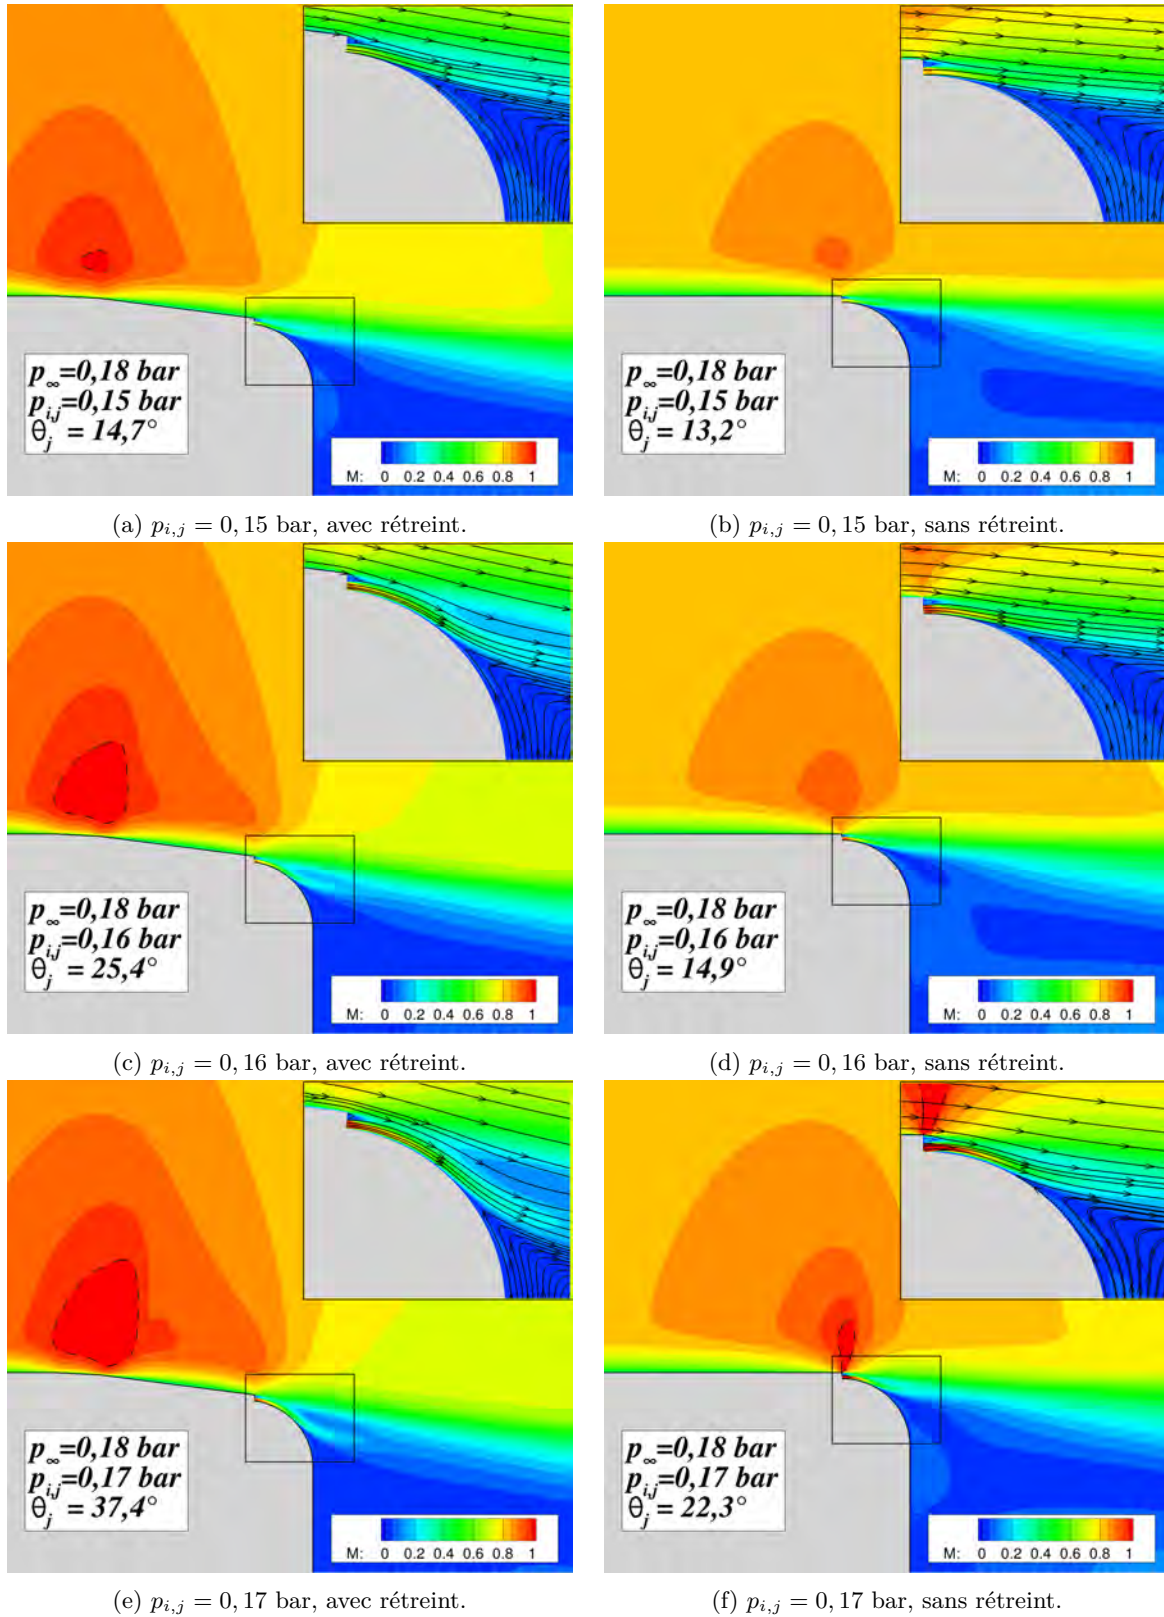 p∞=0,18 bar
pi,j=0,15 bar
θj = 14,7°
M: 0 0.2 0.4 0.6 0.8 1
(a) pi,j = 0, 15 bar, avec rétreint.
p∞=0,18 bar
pi,j=0,15 bar
θj = 13,2°
M: 0 0.2 0.4 0.6 0.8 1
(b) pi,j = 0, 15 bar, sans rétreint.
p∞=0,18 bar
pi,j=0,16 bar
θj = 25,4°
M: 0 0.2 0.4 0.6 0.8 1
(c) pi,j = 0, 16 bar, avec rétreint.
p∞=0,18 bar
pi,j=0,16 bar
θj = 14,9°
M: 0 0.2 0.4 0.6 0.8 1
(d) pi,j = 0, 16 bar, sans rétreint.
p∞=0,18 bar
pi,j=0,17 bar
θj = 37,4°
M: 0 0.2 0.4 0.6 0.8 1
(e) pi,j = 0, 17 bar, avec rétreint.
p∞=0,18 bar
pi,j=0,17 bar
θj = 22,3°
M: 0 0.2 0.4 0.6 0.8 1
(f) pi,j = 0, 17 bar, sans rétreint.